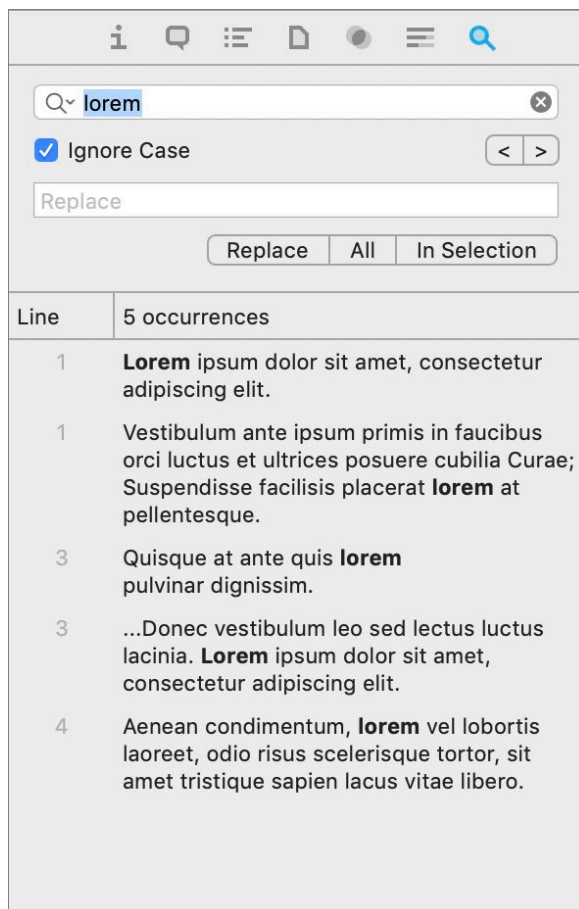 lorem
Ignore Case
< >
Replace
Replace All In Selection
Line 5 occurrences
1 Lorem ipsum dolor sit amet, consectetur
adipiscing elit.
1 Vestibulum ante ipsum primis in faucibus
orci luctus et ultrices posuere cubilia Curae;
Suspendisse facilisis placerat lorem at
pellentesque.
3 Quisque at ante quis lorem
pulvinar dignissim.
3 ...Donec vestibulum leo sed lectus luctus
lacinia. Lorem ipsum dolor sit amet,
consectetur adipiscing elit.
4 Aenean condimentum, lorem vel lobortis
laoreet, odio risus scelerisque tortor, sit
amet tristique sapien lacus vitae libero.